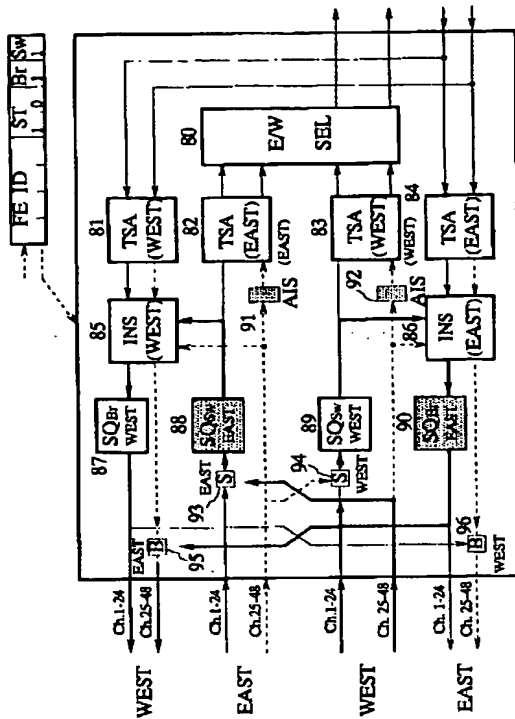 FE ID ST Br Sw
1 0 1 1
80
E/W
SEL
81
TSA
(WEST)
82
TSA
(EAST)
(EAST)
83
TSA
(WEST)
(WEST)
84
TSA
(EAST)
85
INS
(WEST)
91
AIS
92
AIS
86
INS
(EAST)
87
SQBr
WEST
88
SQSw
EAST
89
SQSw
WEST
90
SQBr
EAST
EAST
93
S
94
S
WEST
EAST
B
95
96
B
WEST
Ch.1-24
Ch.25-48
Ch.1-24
Ch.25-48
Ch.1-24
Ch. 25-48
Ch.1-24
Ch.25-48
WEST
EAST
WEST
EAST